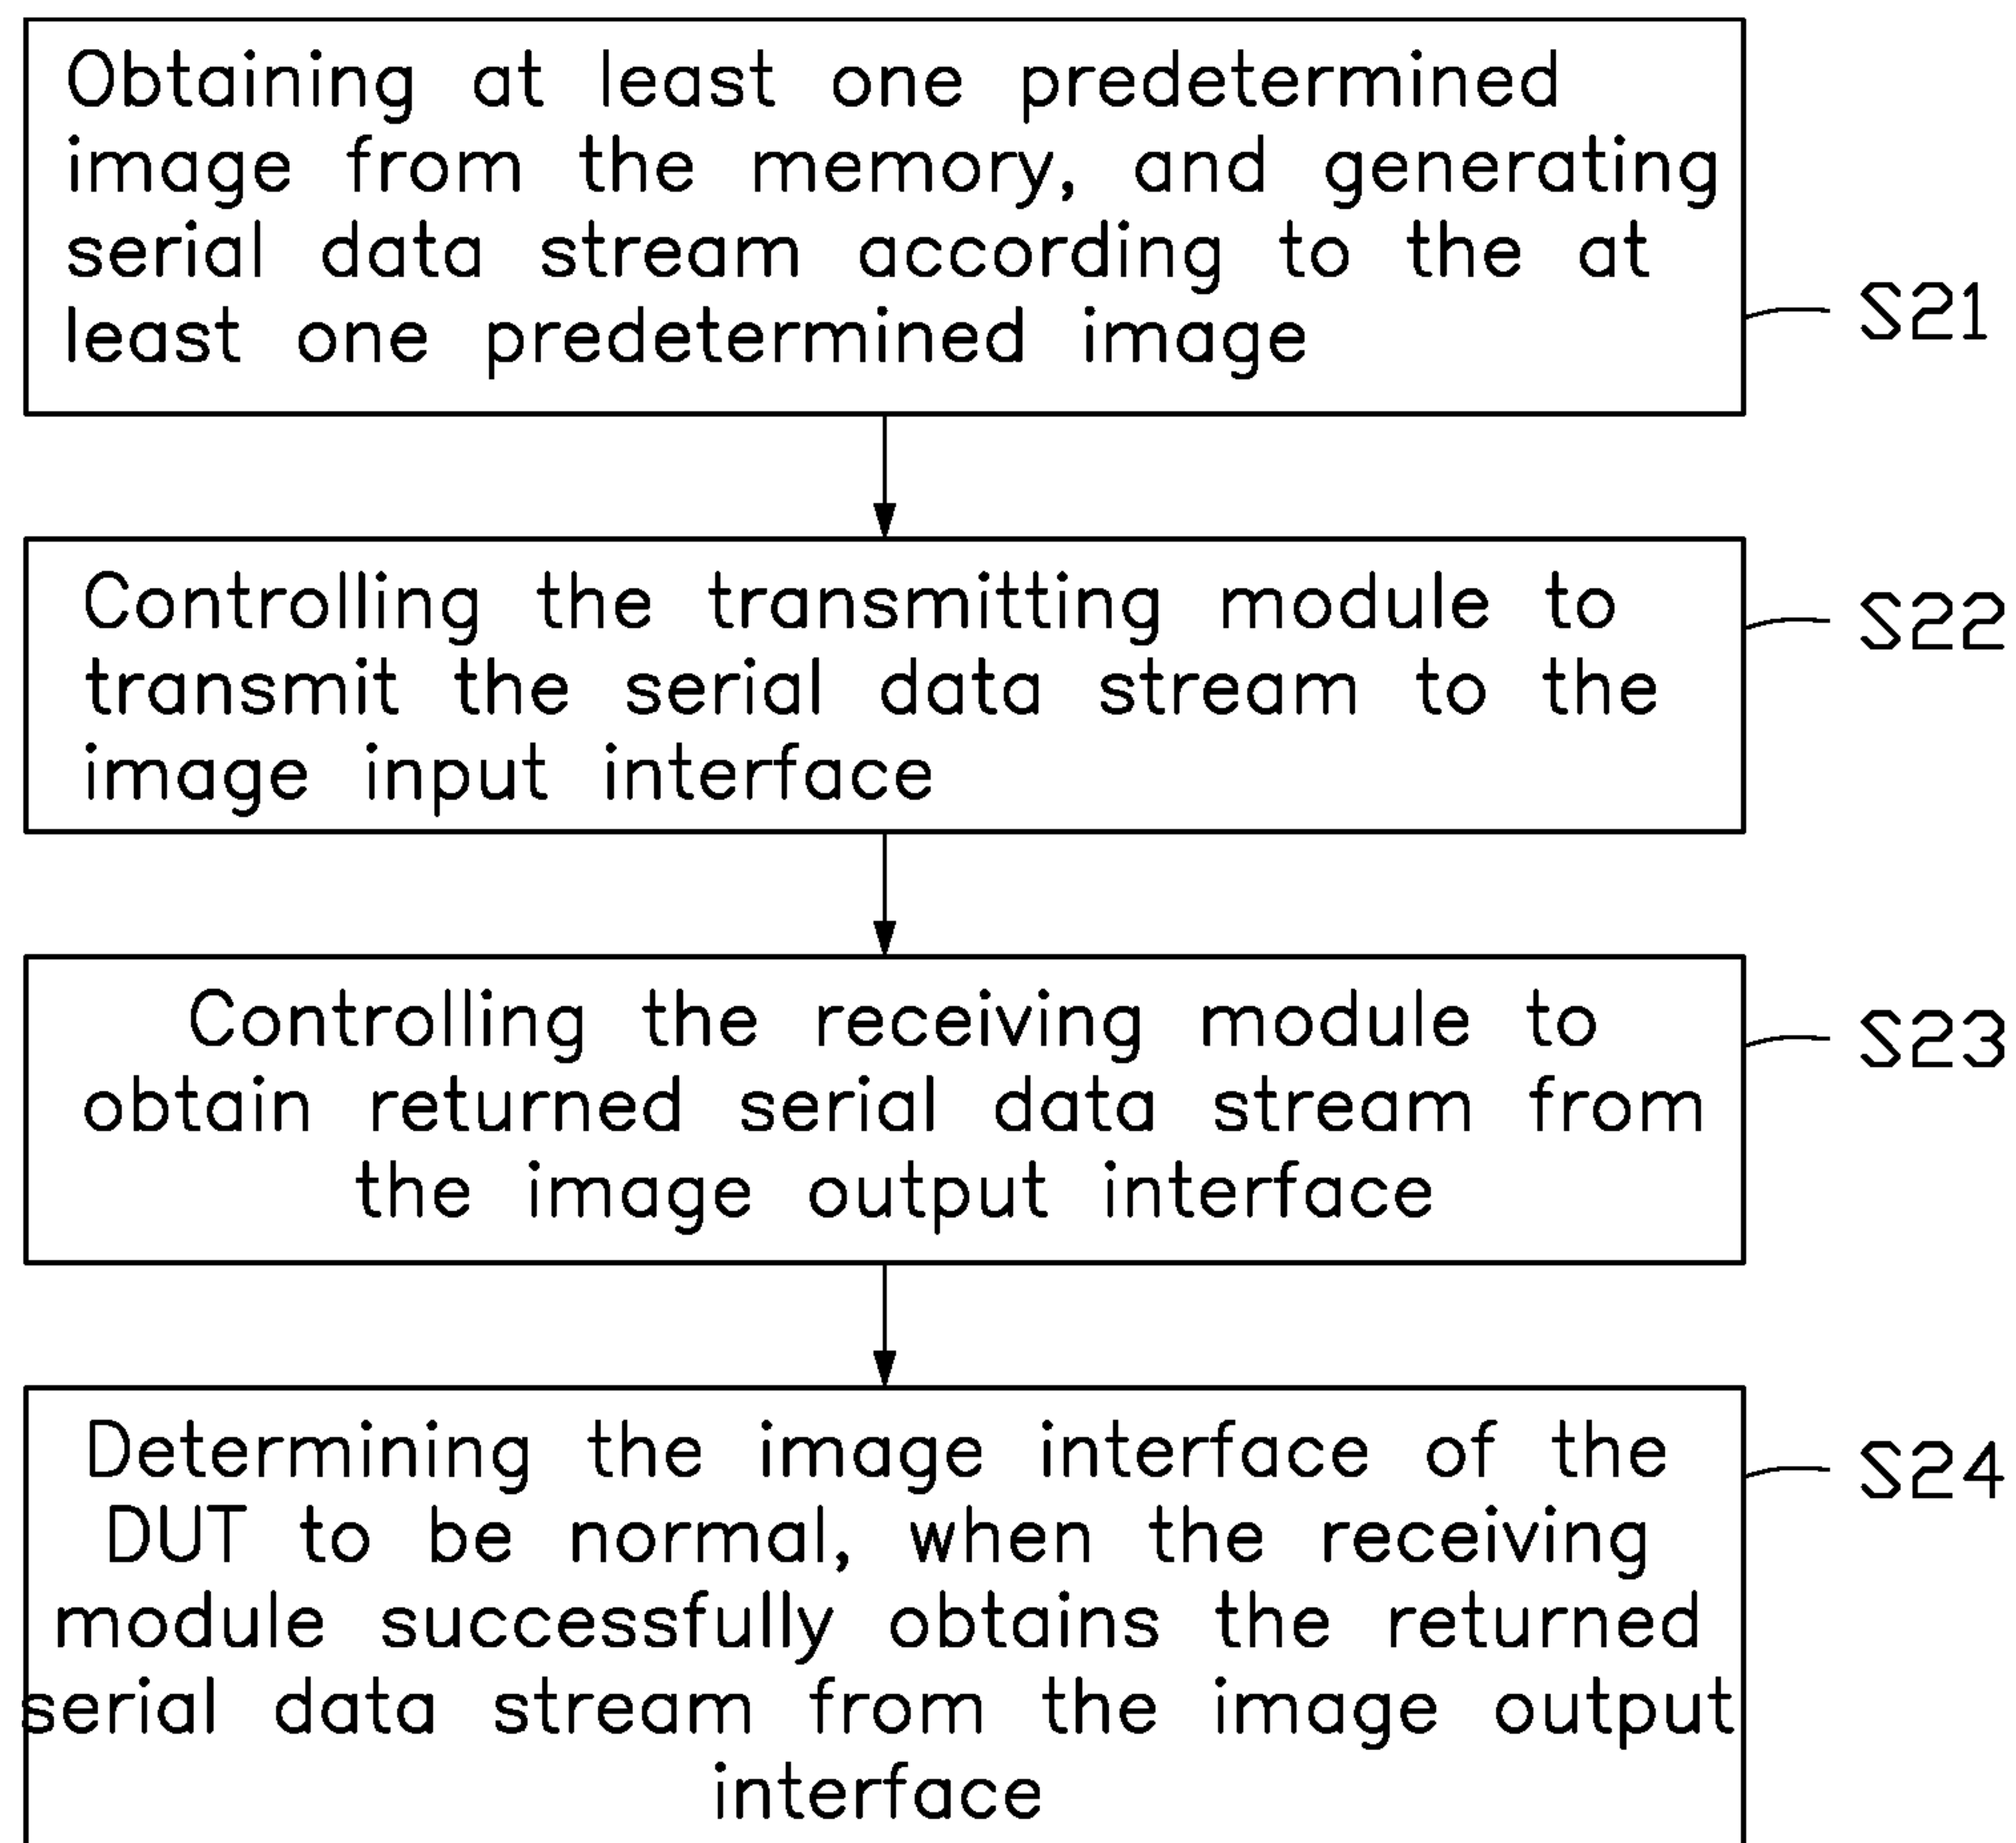 Obtaining at least one predetermined
image from the memory, and generating
serial data stream according to the at
least one predetermined image
S21
Controlling the transmitting module to
transmit the serial data stream to the
image input interface
S22
Controlling the receiving module to
obtain returned serial data stream from
the image output interface
S23
Determining the image interface of the
DUT to be normal, when the receiving
module successfully obtains the returned
serial data stream from the image output
interface
S24